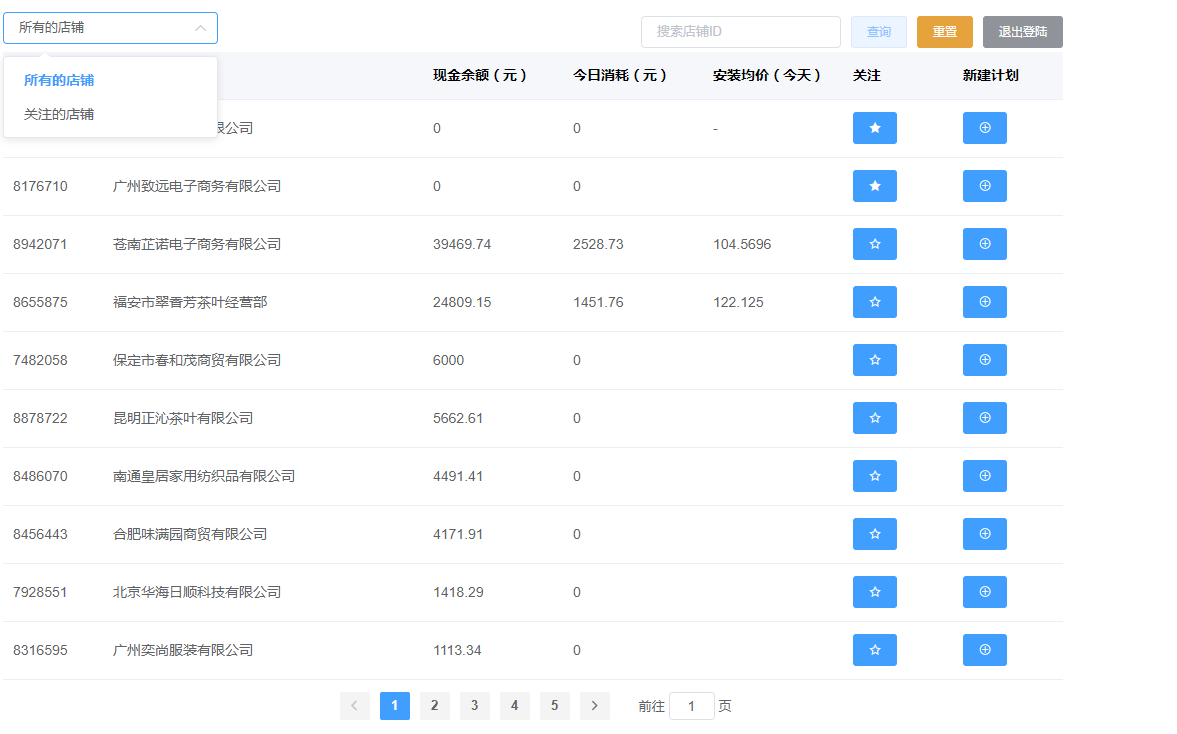 所有的店铺
搜索店铺ID 查询 重置 退出登陆
所有的店铺
关注的店铺
现金余额（元） 今日消耗（元） 安装均价（今天） 关注 新建计划
公司 0 0 -
8176710 广州致远电子商务有限公司 0 0
8942071 苍南芷诺电子商务有限公司 39469.74 2528.73 104.5696
8655875 福安市翠香芳茶叶经营部 24809.15 1451.76 122.125
7482058 保定市春和茂商贸有限公司 6000 0
8878722 昆明正沁茶叶有限公司 5662.61 0
8486070 南通皇居家用纺织品有限公司 4491.41 0
8456443 合肥味满园商贸有限公司 4171.91 0
7928551 北京华海日顺科技有限公司 1418.29 0
8316595 广州奕尚服装有限公司 1113.34 0
1 2 3 4 5 前往 1 页